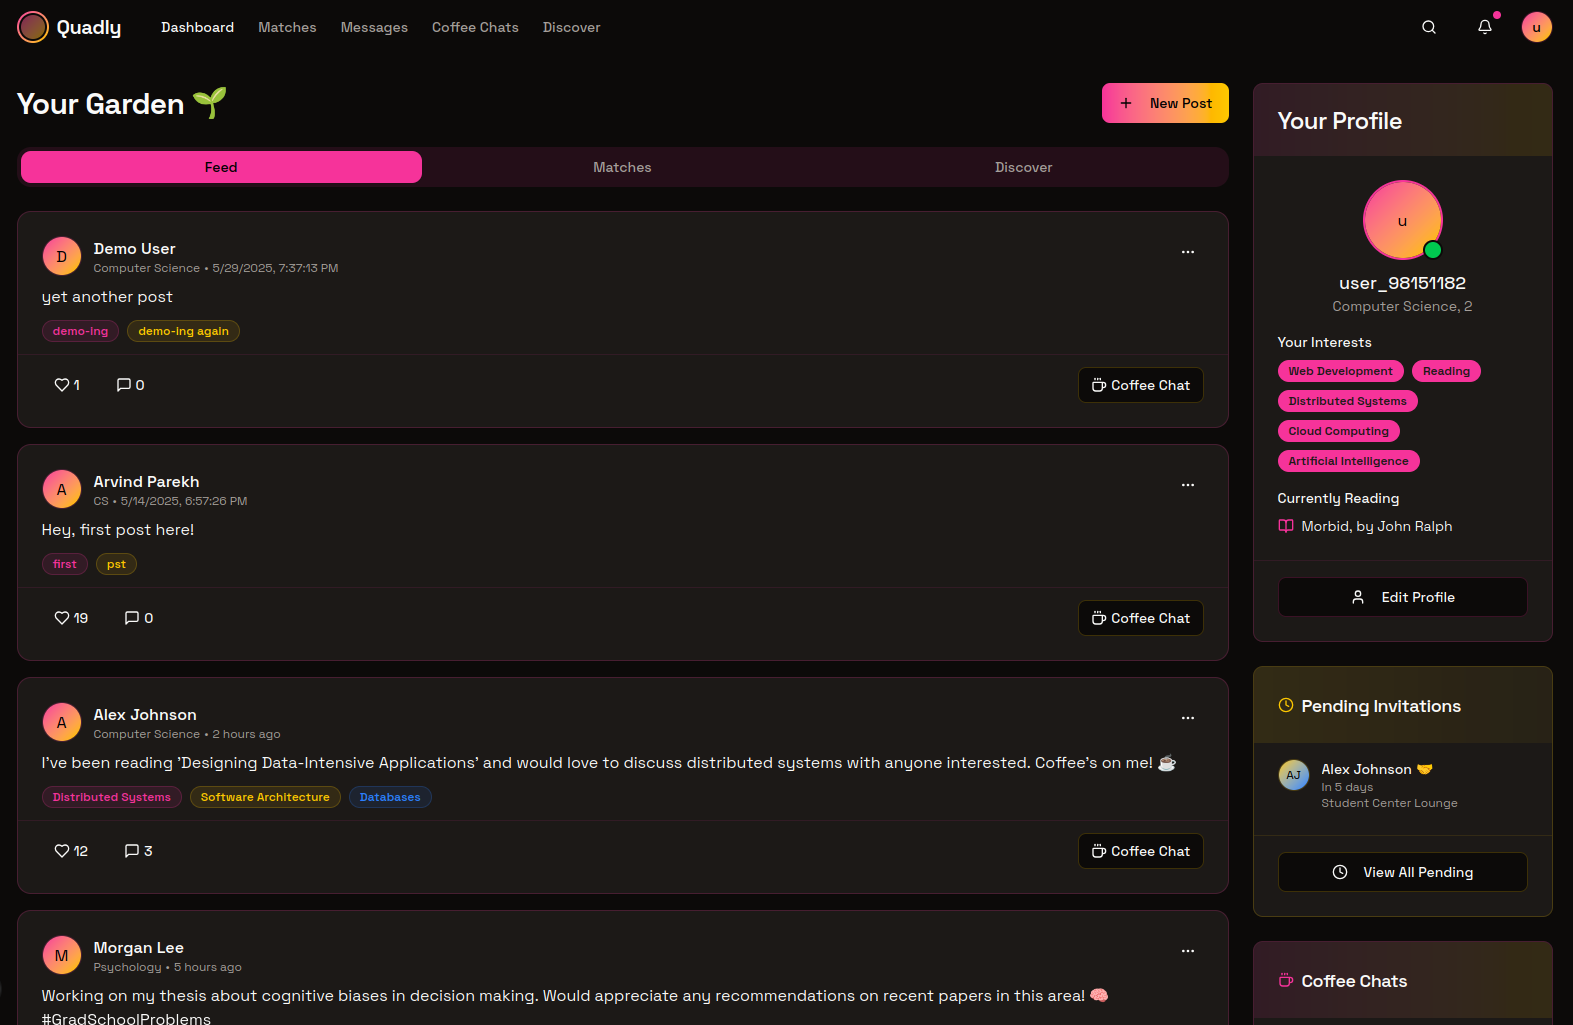 Quadly
Dashboard Matches Messages Coffee Chats Discover
u
Your Garden 🌱
+ New Post
Feed Matches Discover
D
Demo User
Computer Science • 5/29/2025, 7:37:13 PM
yet another post
demo-ing demo-ing again
1 0
Coffee Chat
A
Arvind Parekh
CS • 5/14/2025, 6:57:26 PM
Hey, first post here!
first pst
19 0
Coffee Chat
A
Alex Johnson
Computer Science • 2 hours ago
I've been reading 'Designing Data-Intensive Applications' and would love to discuss distributed systems with anyone interested. Coffee's on me! ☕
Distributed Systems Software Architecture Databases
12 3
Coffee Chat
M
Morgan Lee
Psychology • 5 hours ago
Working on my thesis about cognitive biases in decision making. Would appreciate any recommendations on recent papers in this area! 🧠
#GradSchoolProblems
Your Profile
u
user_98151182
Computer Science, 2
Your Interests
Web Development Reading
Distributed Systems
Cloud Computing
Artificial Intelligence
Currently Reading
Morbid, by John Ralph
Edit Profile
Pending Invitations
AJ
Alex Johnson 🤝
In 5 days
Student Center Lounge
View All Pending
Coffee Chats